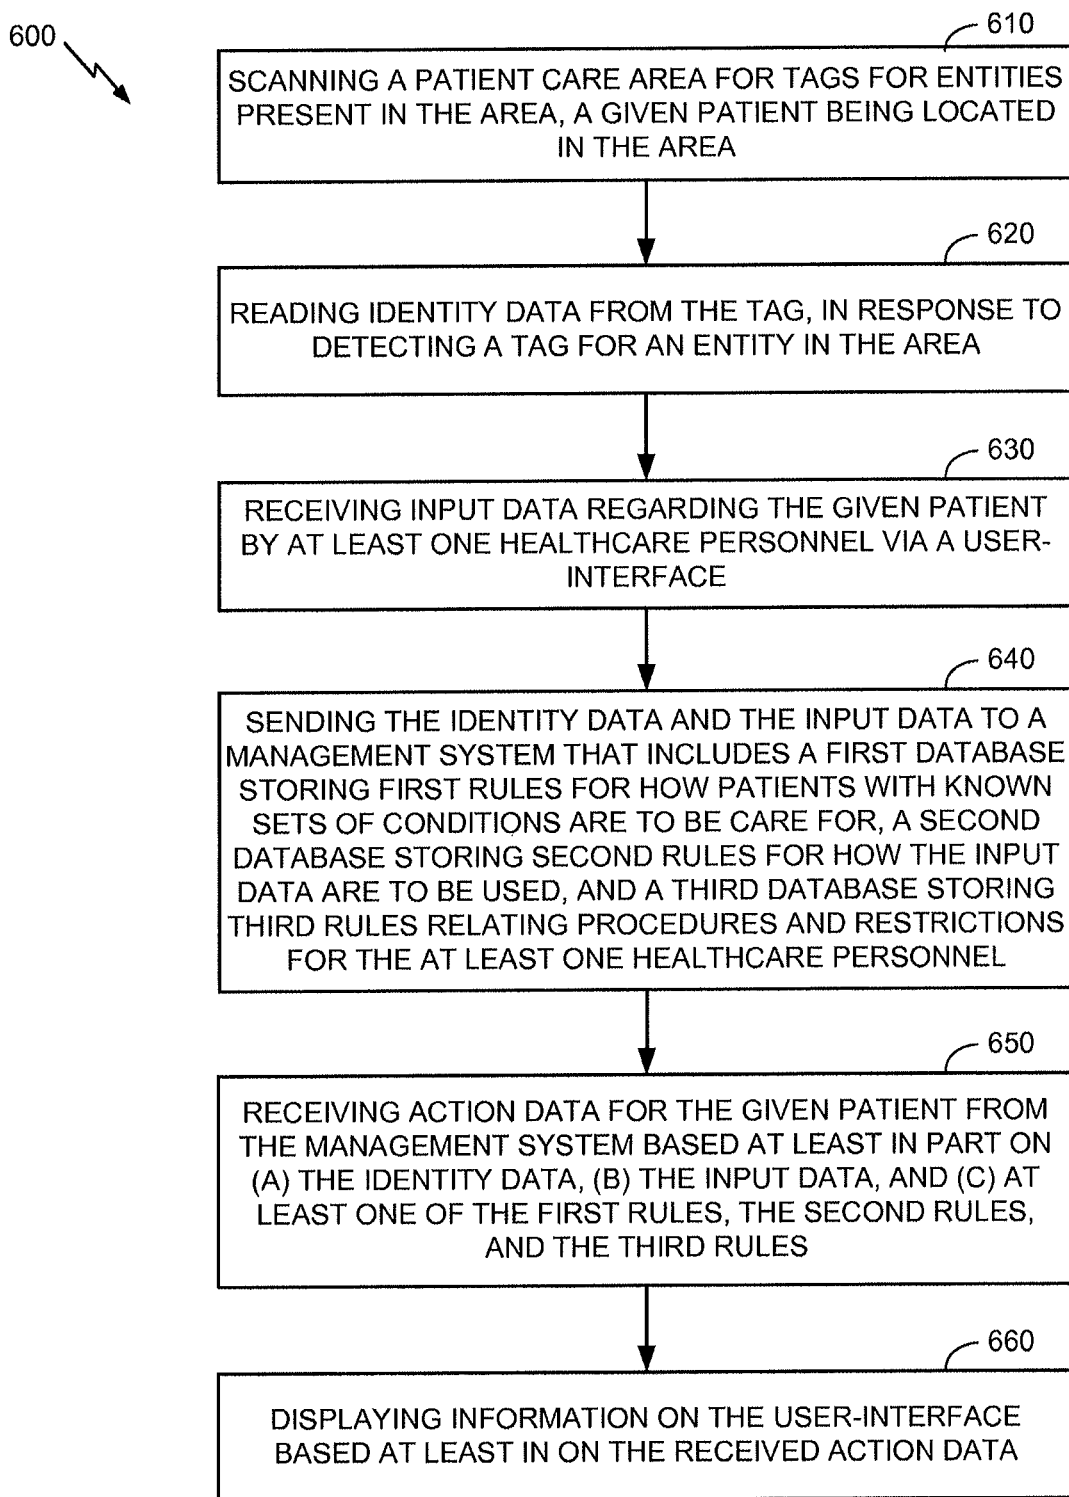 600
610
SCANNING A PATIENT CARE AREA FOR TAGS FOR ENTITIES
PRESENT IN THE AREA, A GIVEN PATIENT BEING LOCATED
IN THE AREA
620
READING IDENTITY DATA FROM THE TAG, IN RESPONSE TO
DETECTING A TAG FOR AN ENTITY IN THE AREA
630
RECEIVING INPUT DATA REGARDING THE GIVEN PATIENT
BY AT LEAST ONE HEALTHCARE PERSONNEL VIA A USER-
INTERFACE
640
SENDING THE IDENTITY DATA AND THE INPUT DATA TO A
MANAGEMENT SYSTEM THAT INCLUDES A FIRST DATABASE
STORING FIRST RULES FOR HOW PATIENTS WITH KNOWN
SETS OF CONDITIONS ARE TO BE CARE FOR, A SECOND
DATABASE STORING SECOND RULES FOR HOW THE INPUT
DATA ARE TO BE USED, AND A THIRD DATABASE STORING
THIRD RULES RELATING PROCEDURES AND RESTRICTIONS
FOR THE AT LEAST ONE HEALTHCARE PERSONNEL
650
RECEIVING ACTION DATA FOR THE GIVEN PATIENT FROM
THE MANAGEMENT SYSTEM BASED AT LEAST IN PART ON
(A) THE IDENTITY DATA, (B) THE INPUT DATA, AND (C) AT
LEAST ONE OF THE FIRST RULES, THE SECOND RULES,
AND THE THIRD RULES
660
DISPLAYING INFORMATION ON THE USER-INTERFACE
BASED AT LEAST IN ON THE RECEIVED ACTION DATA